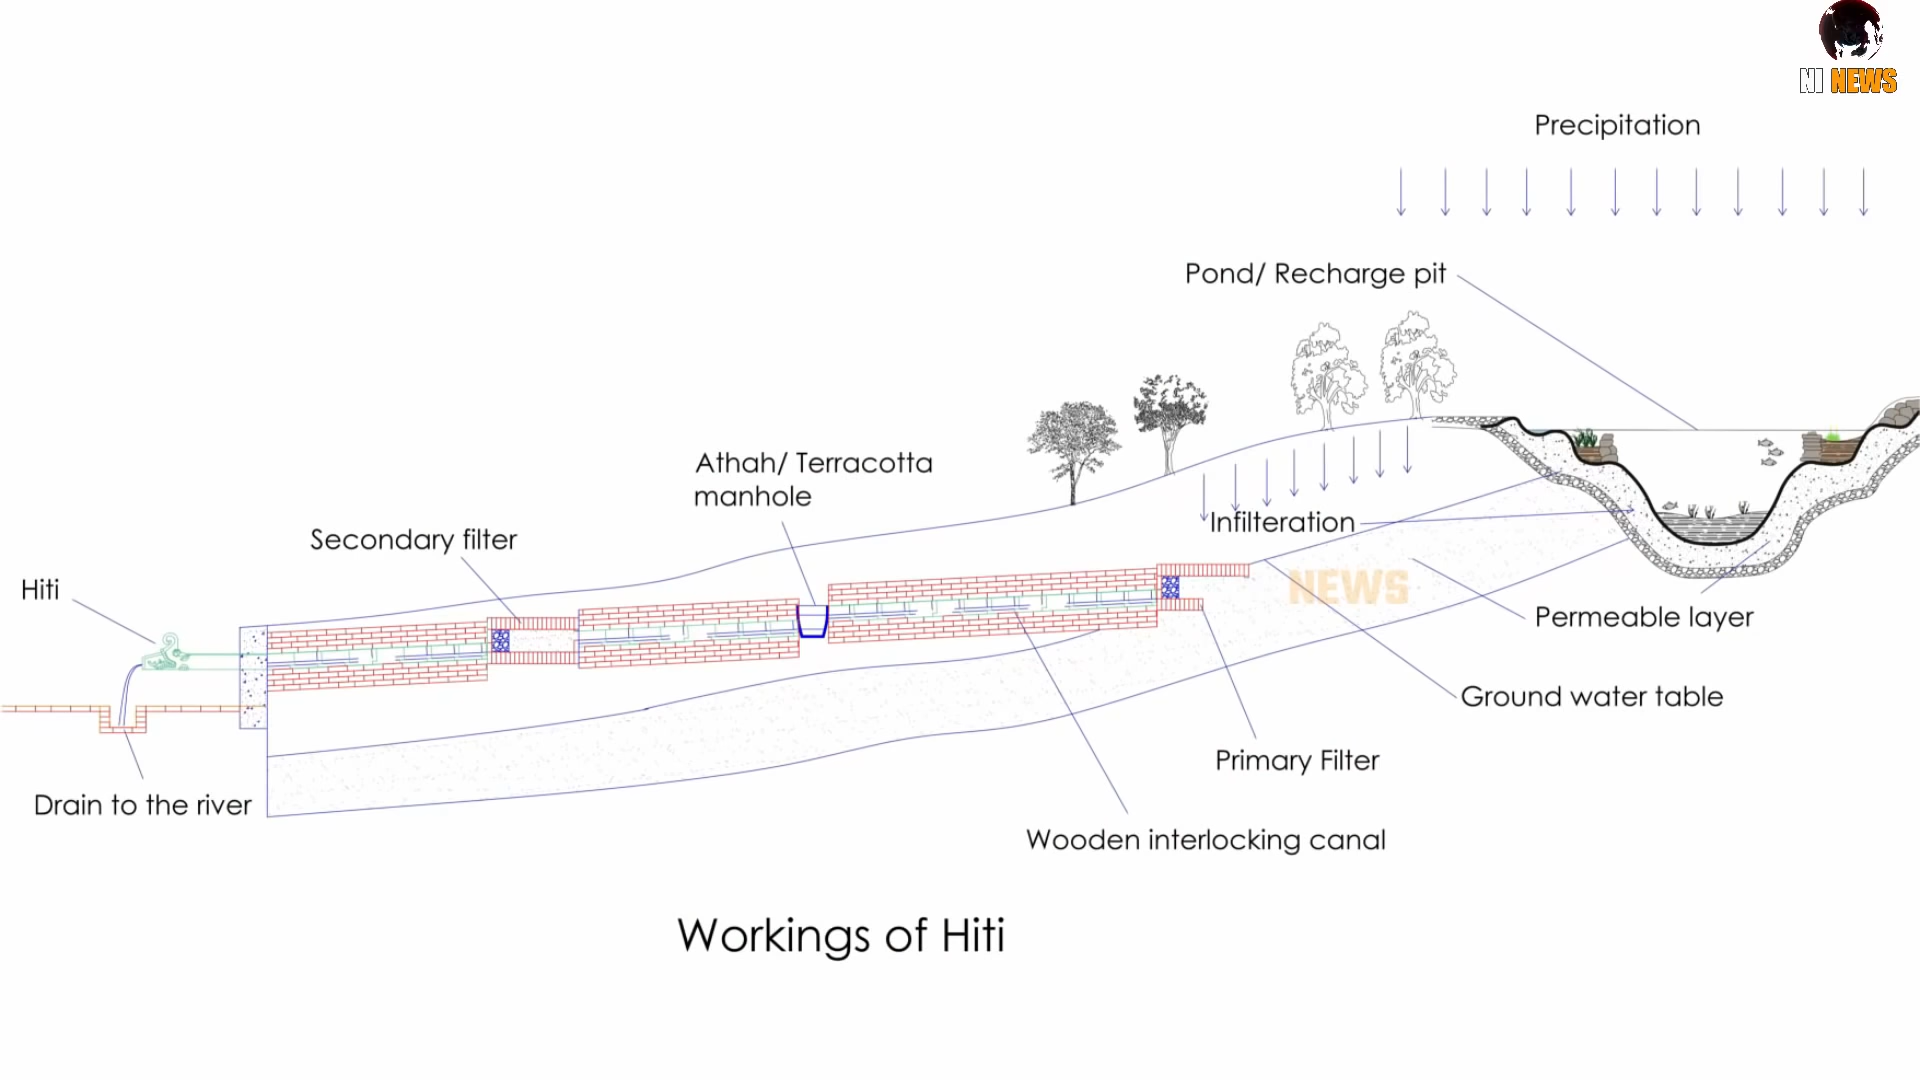 NI NEWS
Precipitation
Pond/ Recharge pit
Athah/ Terracotta
manhole
Secondary filter
Infilteration
Hiti
NEWS
Permeable layer
Ground water table
Primary Filter
Drain to the river
Wooden interlocking canal
Workings of Hiti